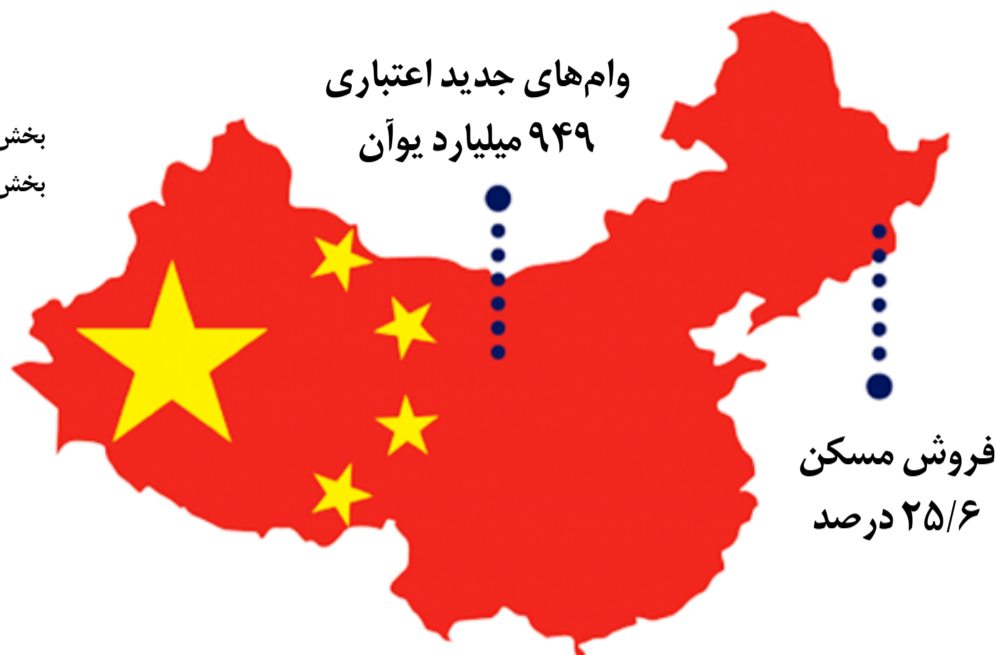 وام‌های جدید اعتباری
۹۴۹ میلیارد یوآن
بخش
بخش
فروش مسکن
۲۵/۶ درصد